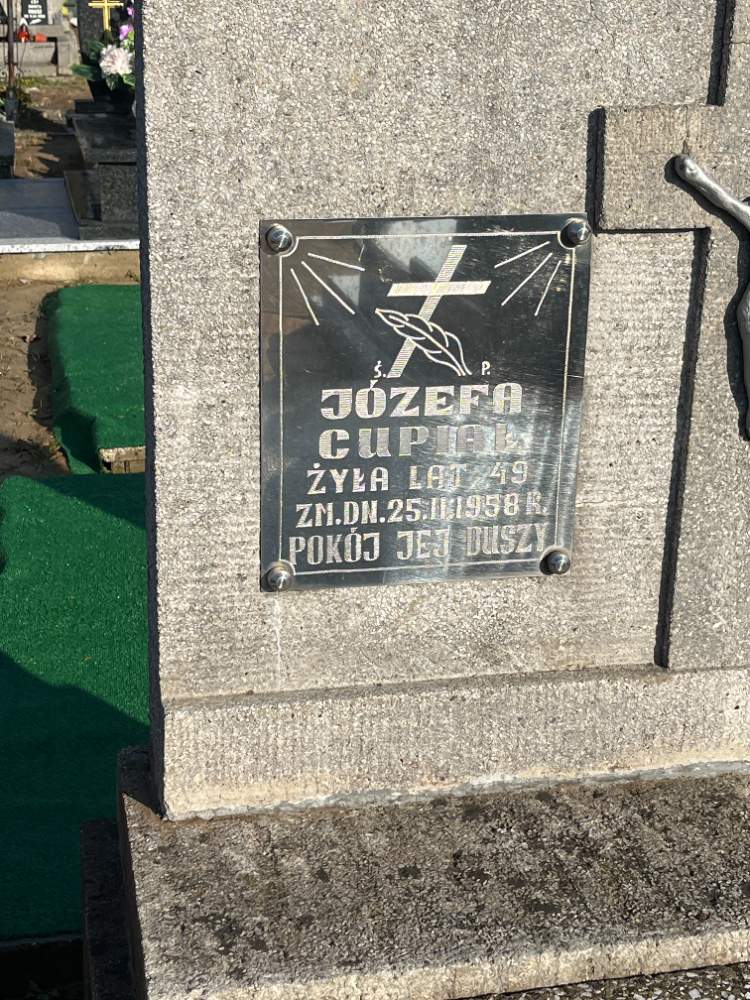 Ś. P.
JÓZEFA
CUPIAŁ
ŻYŁA LAT 49
ZM.DN.25.II.1958 R.
POKÓJ JEJ DUSZY